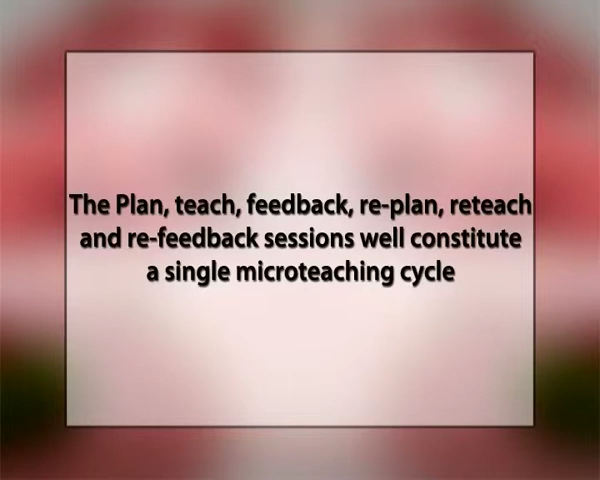 The Plan, teach, feedback, re-plan, reteach
and re-feedback sessions well constitute
a single microteaching cycle